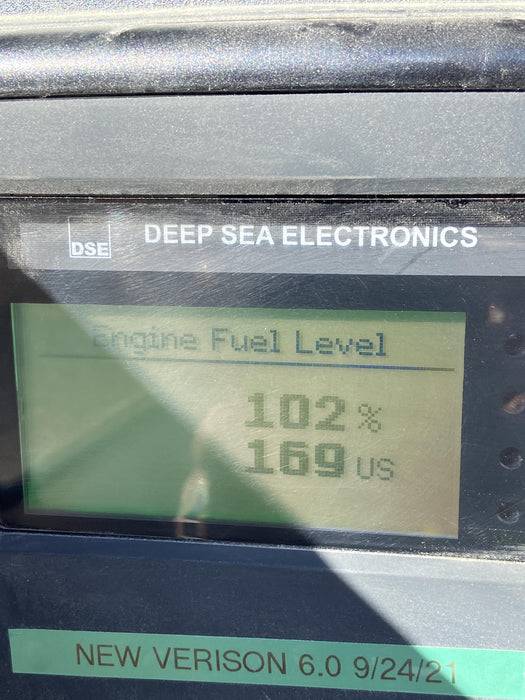 DSE DEEP SEA ELECTRONICS
Engine Fuel Level
102 %
169 US
NEW VERISON 6.0 9/24/21